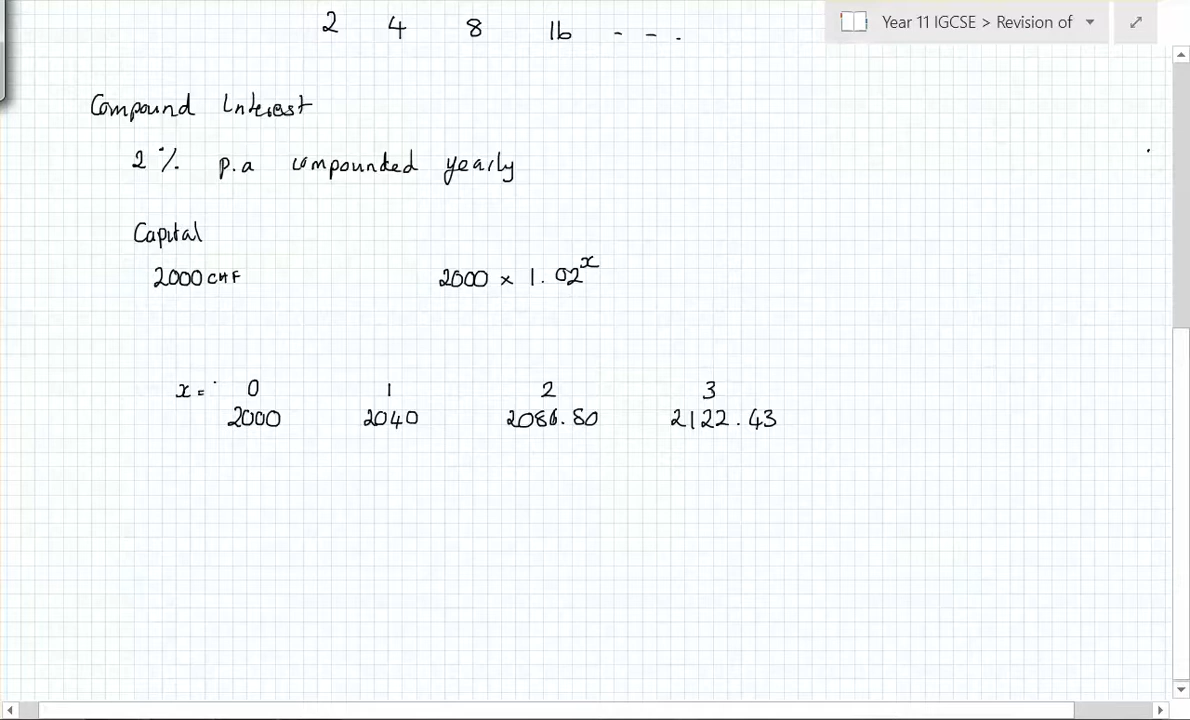 Year 11 IGCSE > Revision of
2 4 8 16 - - .
Compound Interest
2 % p.a compounded yearly
Capital
2000 CHF 2000 × 1.02^x
x = 0 1 2 3
2000 2040 2086.80 2122.43